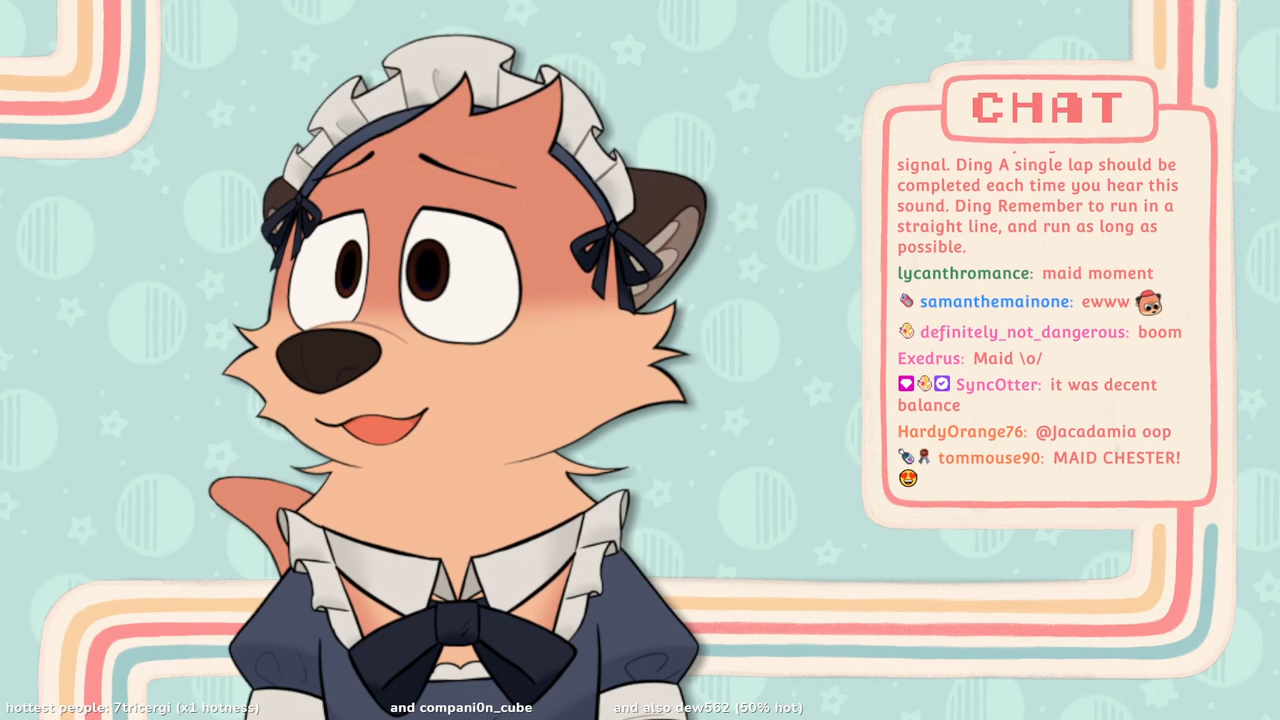 CHAT
signal. Ding A single lap should be
completed each time you hear this
sound. Ding Remember to run in a
straight line, and run as long as
possible.
lycanthromance: maid moment
samanthemainone: ewww
definitely_not_dangerous: boom
Exedrus: Maid \o/
SyncOtter: it was decent
balance
HardyOrange76: @Jacadamia oop
tommouse90: MAID CHESTER!
hottest people: 7tricergi (x1 hotness) and compani0n_cube and also dew562 (50% hot)